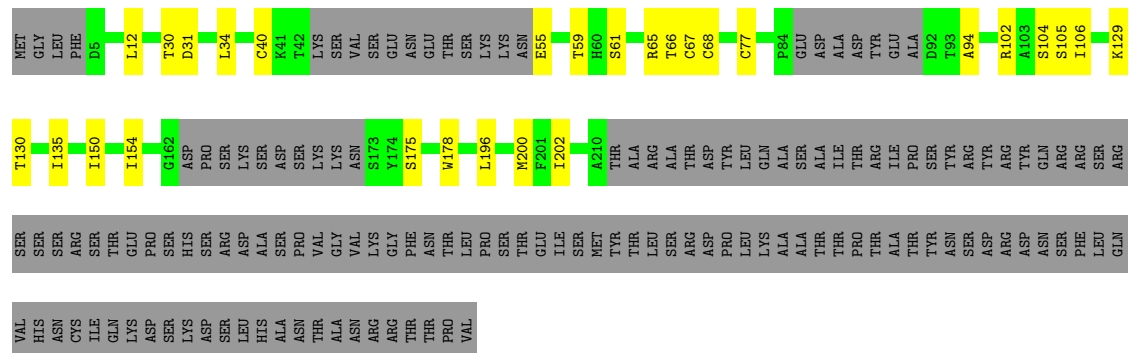 MET GLY LEU PHE D5 L12 T30 D31 L34 C40 K41 T42 LYS SER VAL SER GLU ASN GLU THR SER LYS LYS ASN E55 T59 H60 S61 R65 T66 C67 C68 C77 P84 GLU ASP ALA ASP TYR GLU ALA D92 T93 A94 R102 A103 S104 S105 I106 K129
T130 I135 I150 I154 G162 ASP PRO SER LYS SER ASP SER LYS LYS ASN S173 Y174 S175 W178 L196 M200 F201 I202 A210 THR ALA ARG ALA THR ASP TYR LEU GLN ALA SER ALA ILE THR ARG ILE PRO SER TYR ARG TYR ARG TYR GLN ARG ARG SER ARG
SER SER SER ARG SER THR GLU PRO SER HIS SER ARG ASP ALA SER PRO VAL GLY VAL LYS GLY PHE ASN THR LEU PRO SER THR GLU ILE SER MET TYR THR LEU SER ARG ASP PRO LEU LYS ALA ALA THR THR PRO THR ALA THR TYR ASN SER ASP ARG ASP ASN SER PHE LEU GLN
VAL HIS ASN CYS ILE GLN LYS ASP SER LYS ASP SER LEU HIS ALA ASN THR ALA ASN ARG ARG THR THR PRO VAL